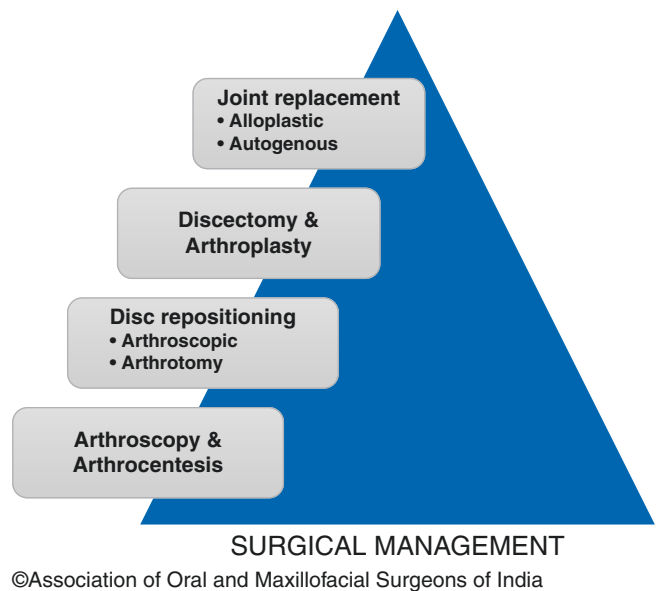 Joint replacement
• Alloplastic
• Autogenous
Discectomy &
Arthroplasty
Disc repositioning
• Arthroscopic
• Arthrotomy
Arthroscopy &
Arthrocentesis
SURGICAL MANAGEMENT
©Association of Oral and Maxillofacial Surgeons of India